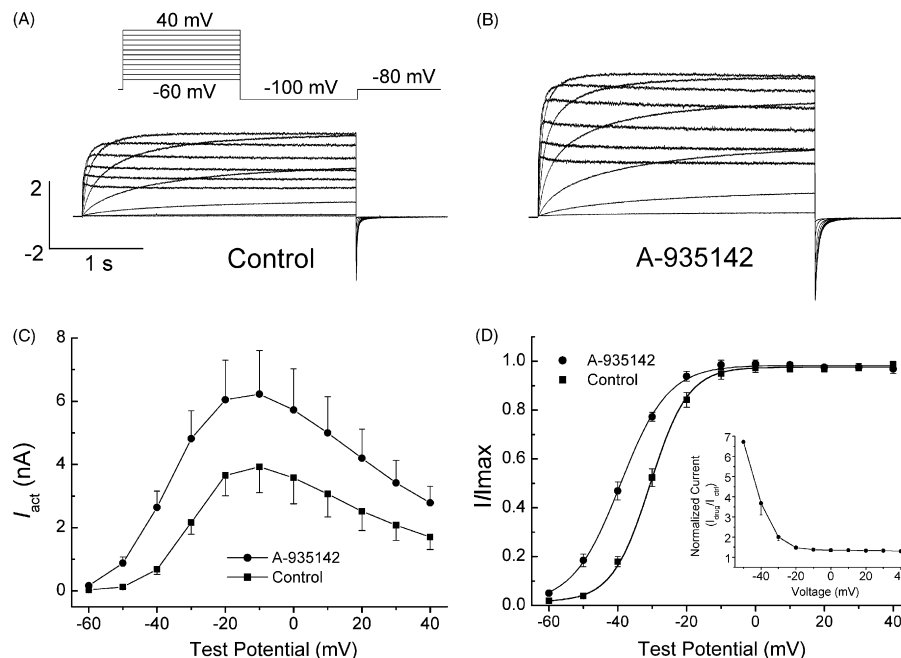 (A)
40 mV
-60 mV
-100 mV
-80 mV
2
-2
1 s
Control
(B)
A-935142
(C)
8
6
4
2
0
I_act (nA)
A-935142
Control
-60 -40 -20 0 20 40
Test Potential (mV)
(D)
1.0
0.8
0.6
0.4
0.2
0.0
I/Imax
A-935142
Control
7
6
5
4
3
2
1
Normalized Current
(I_drug/I_ctrl)
-40 -20 0 20 40
Voltage (mV)
-60 -40 -20 0 20 40
Test Potential (mV)